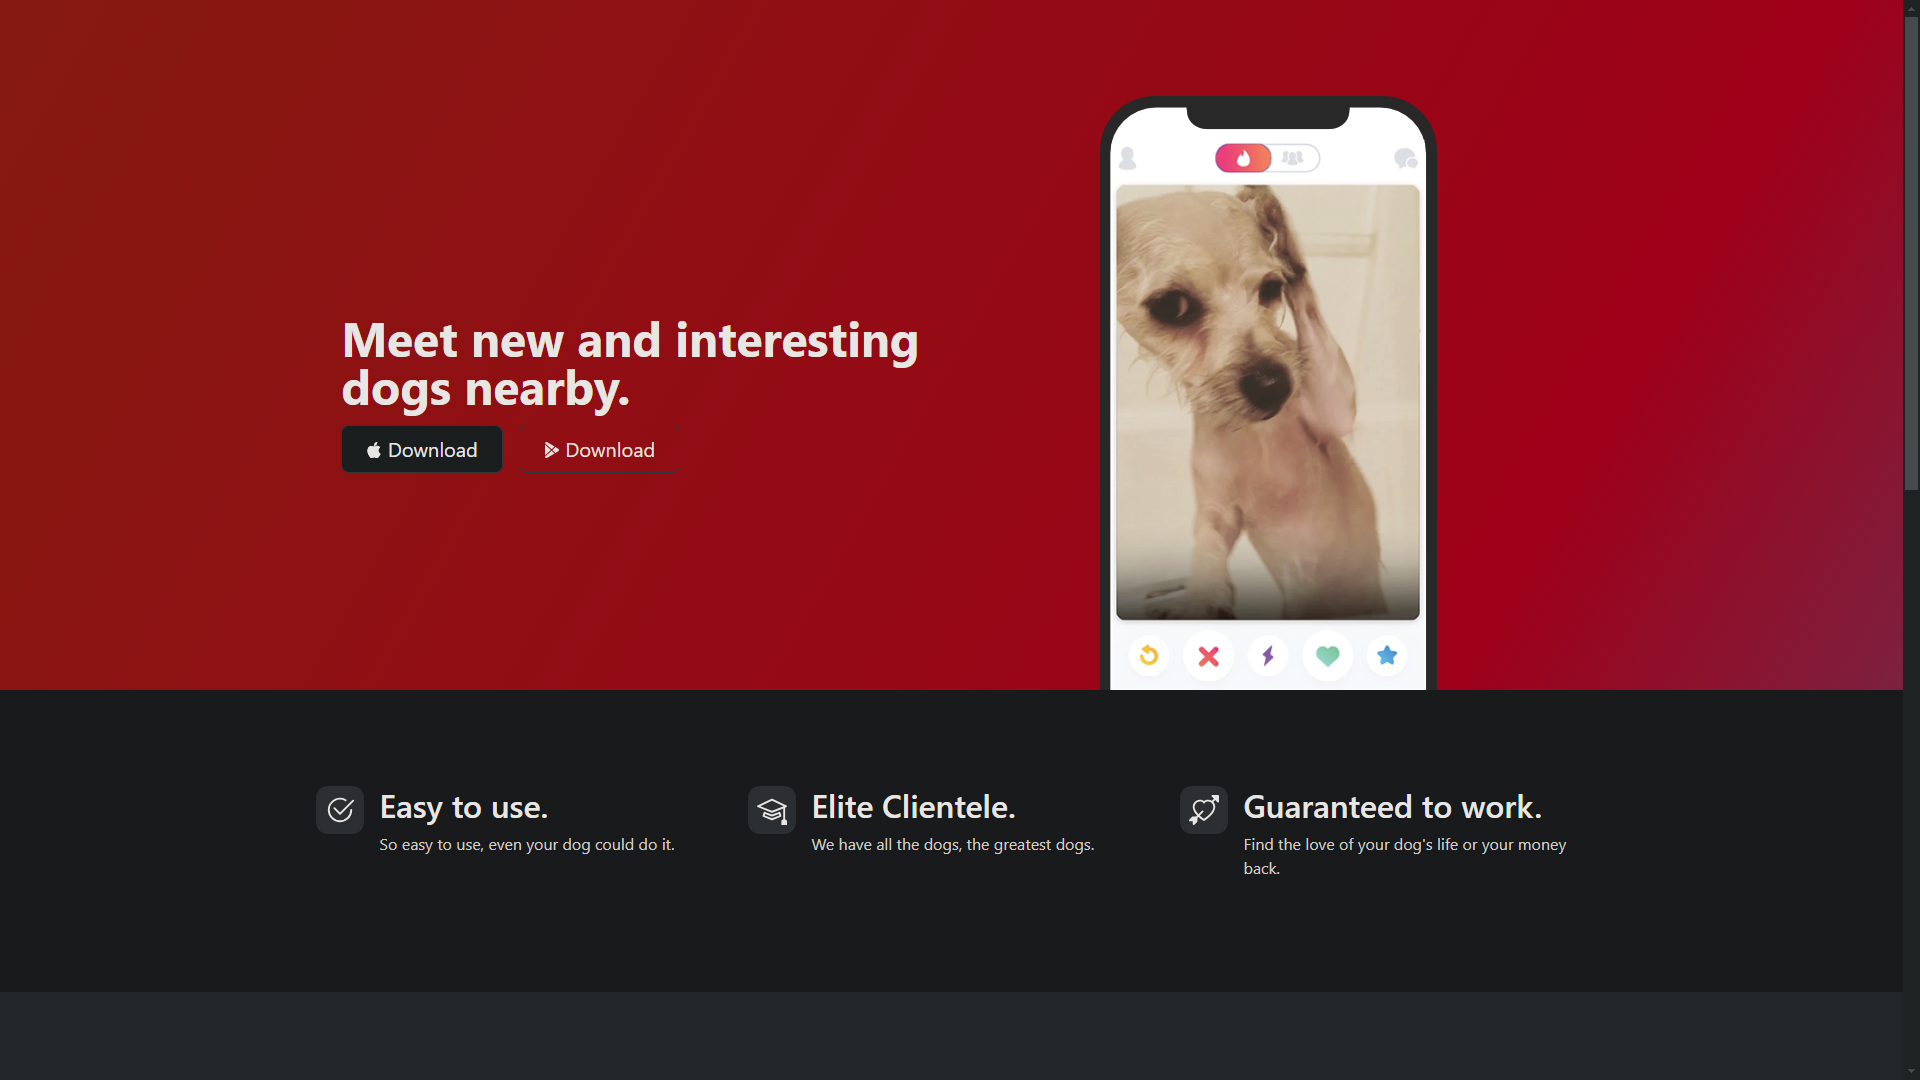 Meet new and interesting
dogs nearby.
Download
Download
Easy to use.
So easy to use, even your dog could do it.
Elite Clientele.
We have all the dogs, the greatest dogs.
Guaranteed to work.
Find the love of your dog's life or your money
back.